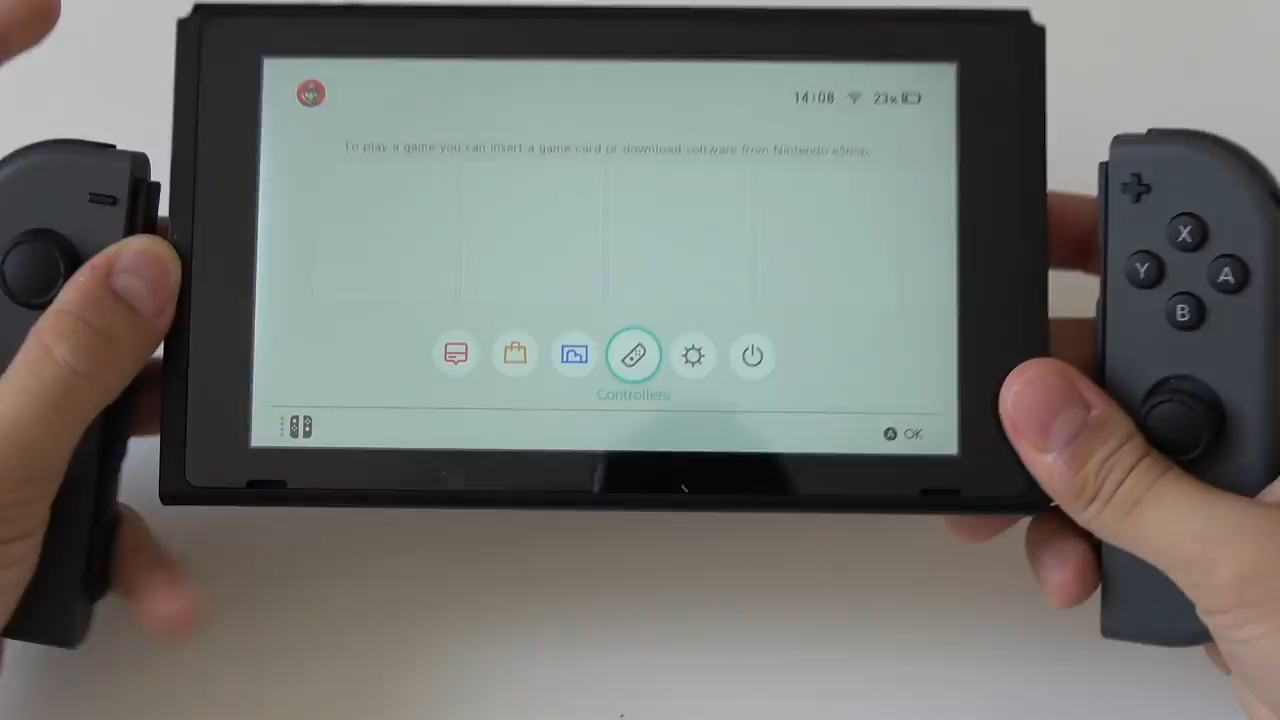 14:08 23%
To play a game you can insert a game card or download software from Nintendo eShop.
Controllers
A OK
X
Y A
B